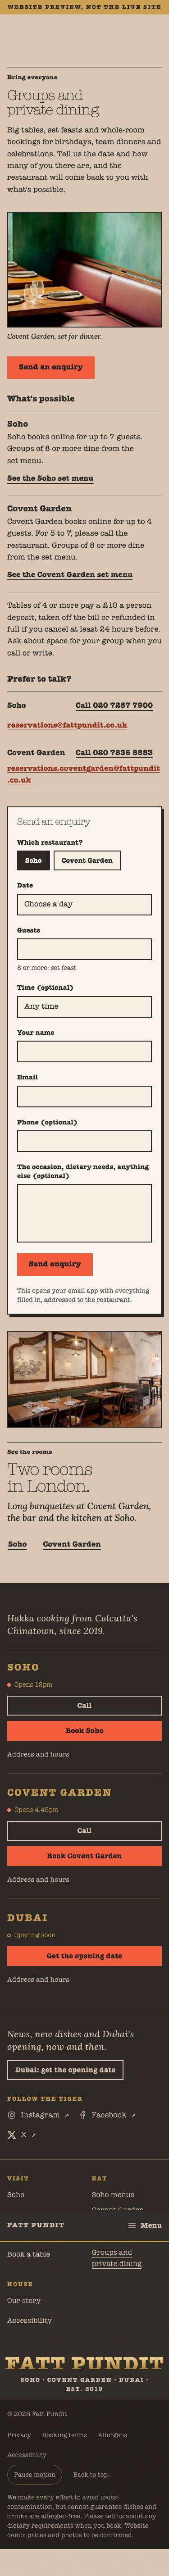 WEBSITE PREVIEW, NOT THE LIVE SITE
Bring everyone
Groups and
private dining
Big tables, set feasts and whole-room
bookings for birthdays, team dinners and
celebrations. Tell us the date and how
many of you there are, and the
restaurant will come back to you with
what's possible.
Covent Garden, set for dinner.
Send an enquiry
What's possible
Soho
Soho books online for up to 7 guests.
Groups of 8 or more dine from the
set menu.
See the Soho set menu
Covent Garden
Covent Garden books online for up to 4
guests. For 5 to 7, please call the
restaurant. Groups of 8 or more dine
from the set menu.
See the Covent Garden set menu
Tables of 4 or more pay a £10 a person
deposit, taken off the bill or refunded in
full if you cancel at least 24 hours before.
Ask about space for your group when you
call or write.
Prefer to talk?
Soho Call 020 7287 7900
reservations@fattpundit.co.uk
Covent Garden Call 020 7836 8883
reservations.coventgarden@fattpundit
.co.uk
Send an enquiry
Which restaurant?
Soho Covent Garden
Date
Choose a day
Guests
8 or more: set feast
Time (optional)
Any time
Your name
Email
Phone (optional)
The occasion, dietary needs, anything
else (optional)
Send enquiry
This opens your email app with everything
filled in, addressed to the restaurant.
See the rooms
Two rooms
in London.
Long banquettes at Covent Garden,
the bar and the kitchen at Soho.
Soho Covent Garden
Hakka cooking from Calcutta's
Chinatown, since 2019.
SOHO
Opens 12pm
Call
Book Soho
Address and hours
COVENT GARDEN
Opens 4.45pm
Call
Book Covent Garden
Address and hours
DUBAI
Opening soon
Get the opening date
Address and hours
News, new dishes and Dubai's
opening, now and then.
Dubai: get the opening date
FOLLOW THE TIGER
Instagram ↗ Facebook ↗
X ↗
VISIT EAT
Soho Soho menus
Covent Garden
FATT PUNDIT Menu
Book a table Groups and
private dining
HOUSE
Our story
Accessibility
FATT PUNDIT
SOHO · COVENT GARDEN · DUBAI ·
EST. 2019
© 2026 Fatt Pundit
Privacy Booking terms Allergens
Accessibility
Pause motion Back to top
We make every effort to avoid cross-
contamination, but cannot guarantee dishes and
drinks are allergen-free. Please tell us about any
dietary requirements when you book. Website
demo: prices and photos to be confirmed.